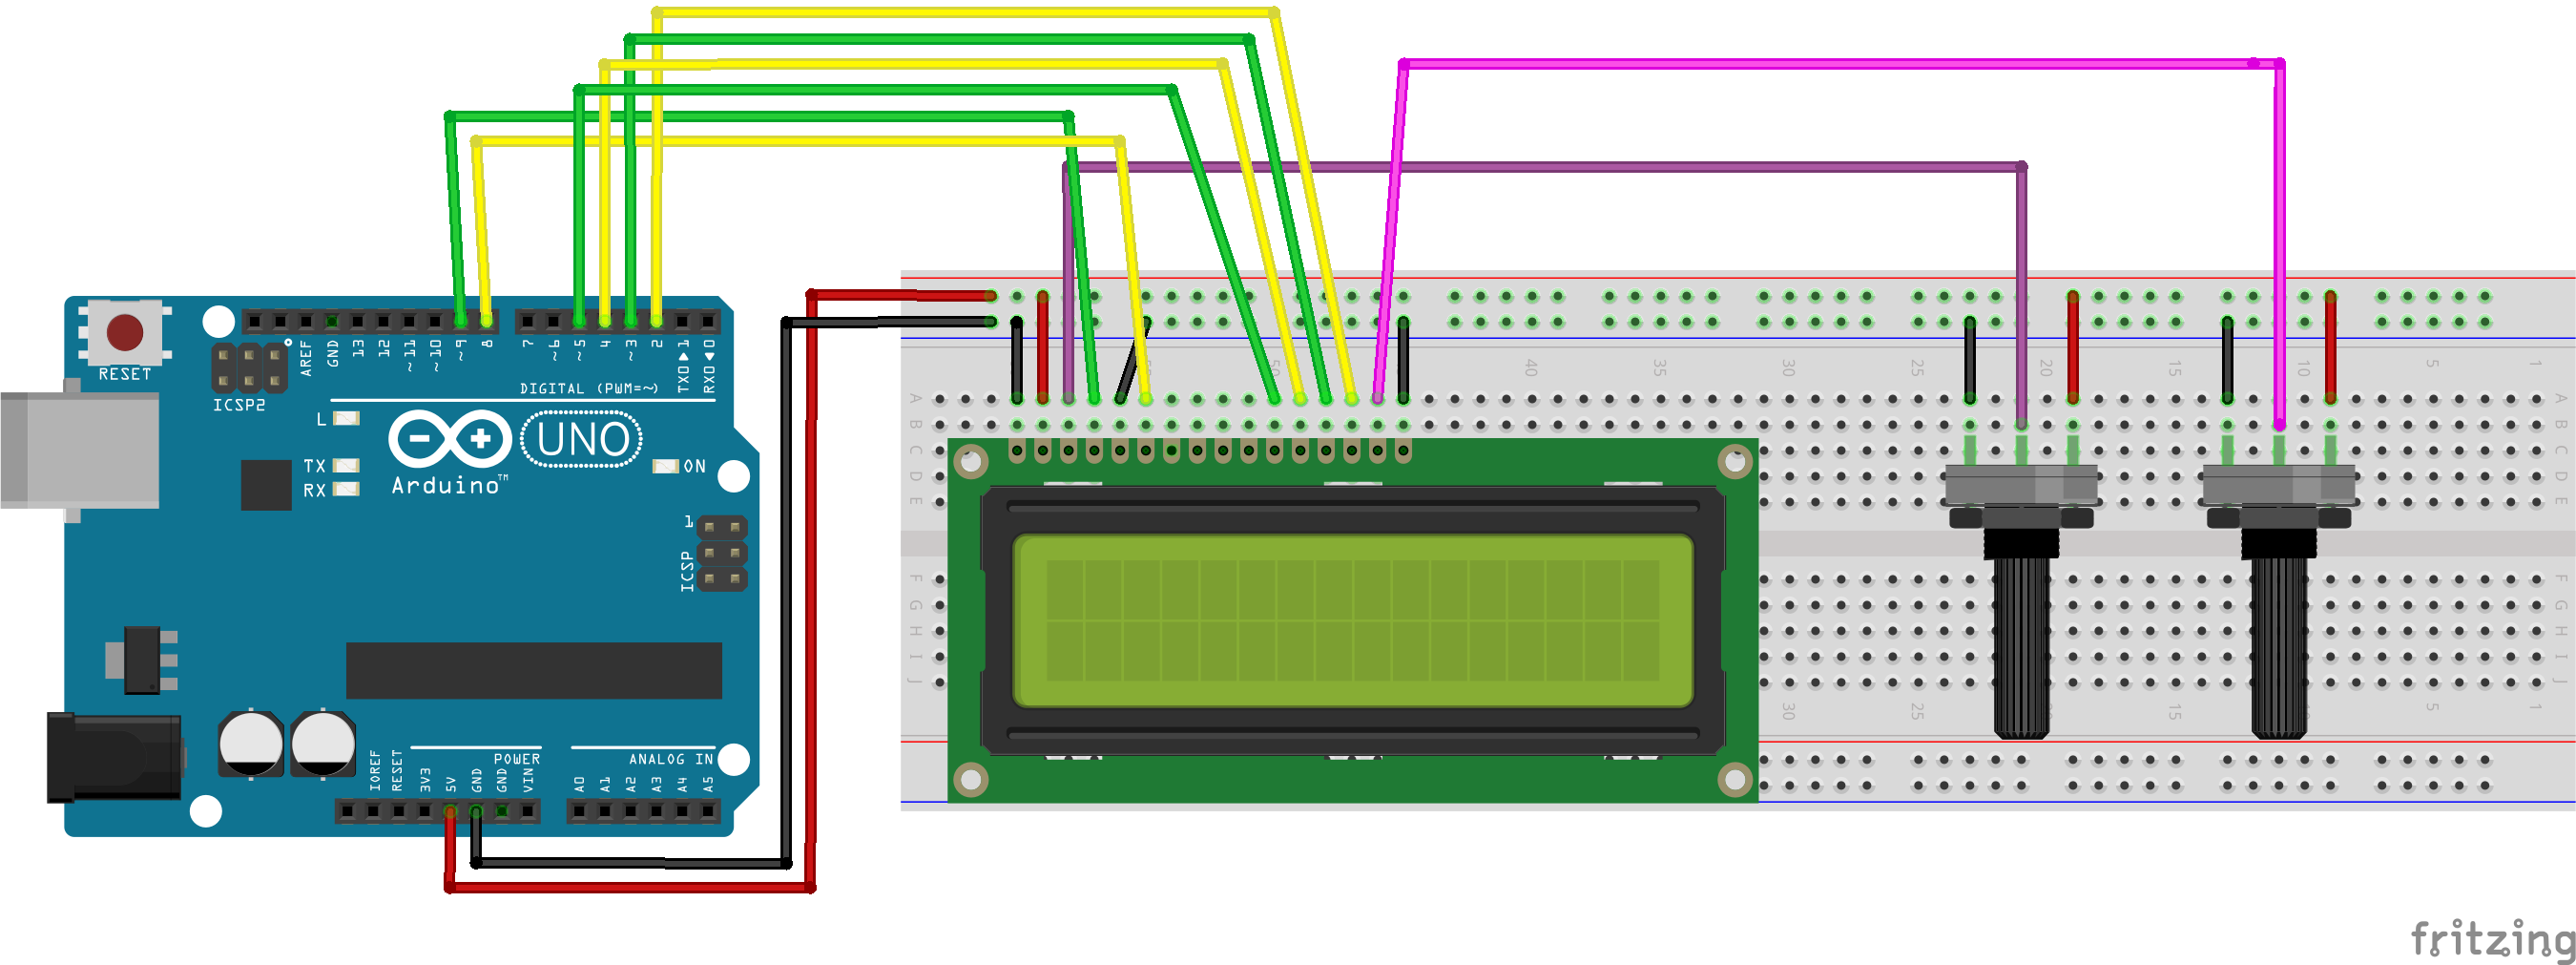 RESET
ICSP2
AREF
GND
13
12
~11
~10
~9
8
7
~6
~5
4
~3
2
TX0▶1
RX0◀0
DIGITAL (PWM=~)
L
TX
RX
UNO
Arduino™
ON
1
ICSP
IOREF
RESET
3V3
5V
GND
GND
VIN
POWER
ANALOG IN
A0
A1
A2
A3
A4
A5
40 35 30 25 20 15 10 5 1
A A
B B
C C
D D
E E
F F
G G
H H
I I
J J
30 25 15 5 1
fritzing